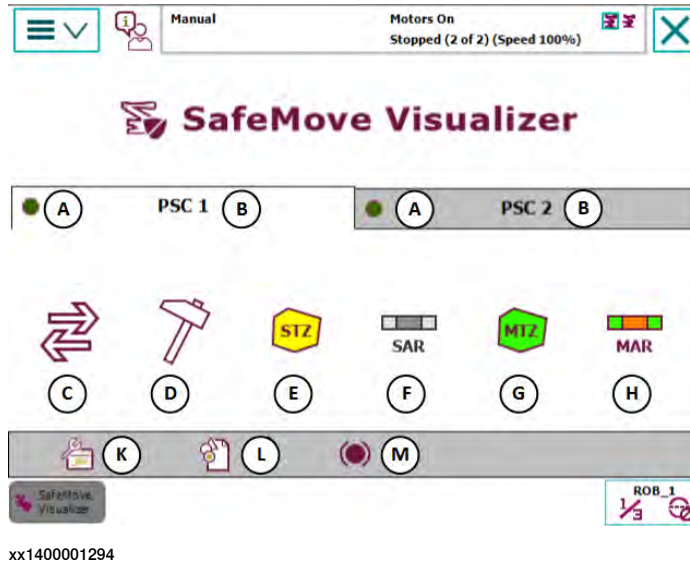 Manual
Motors On
Stopped (2 of 2) (Speed 100%)
SafeMove Visualizer
A PSC 1 B A PSC 2 B
STZ
SAR
MTZ
MAR
C D E F G H
K L M
SafeMove
Visualizer
ROB_1
1/3
xx1400001294